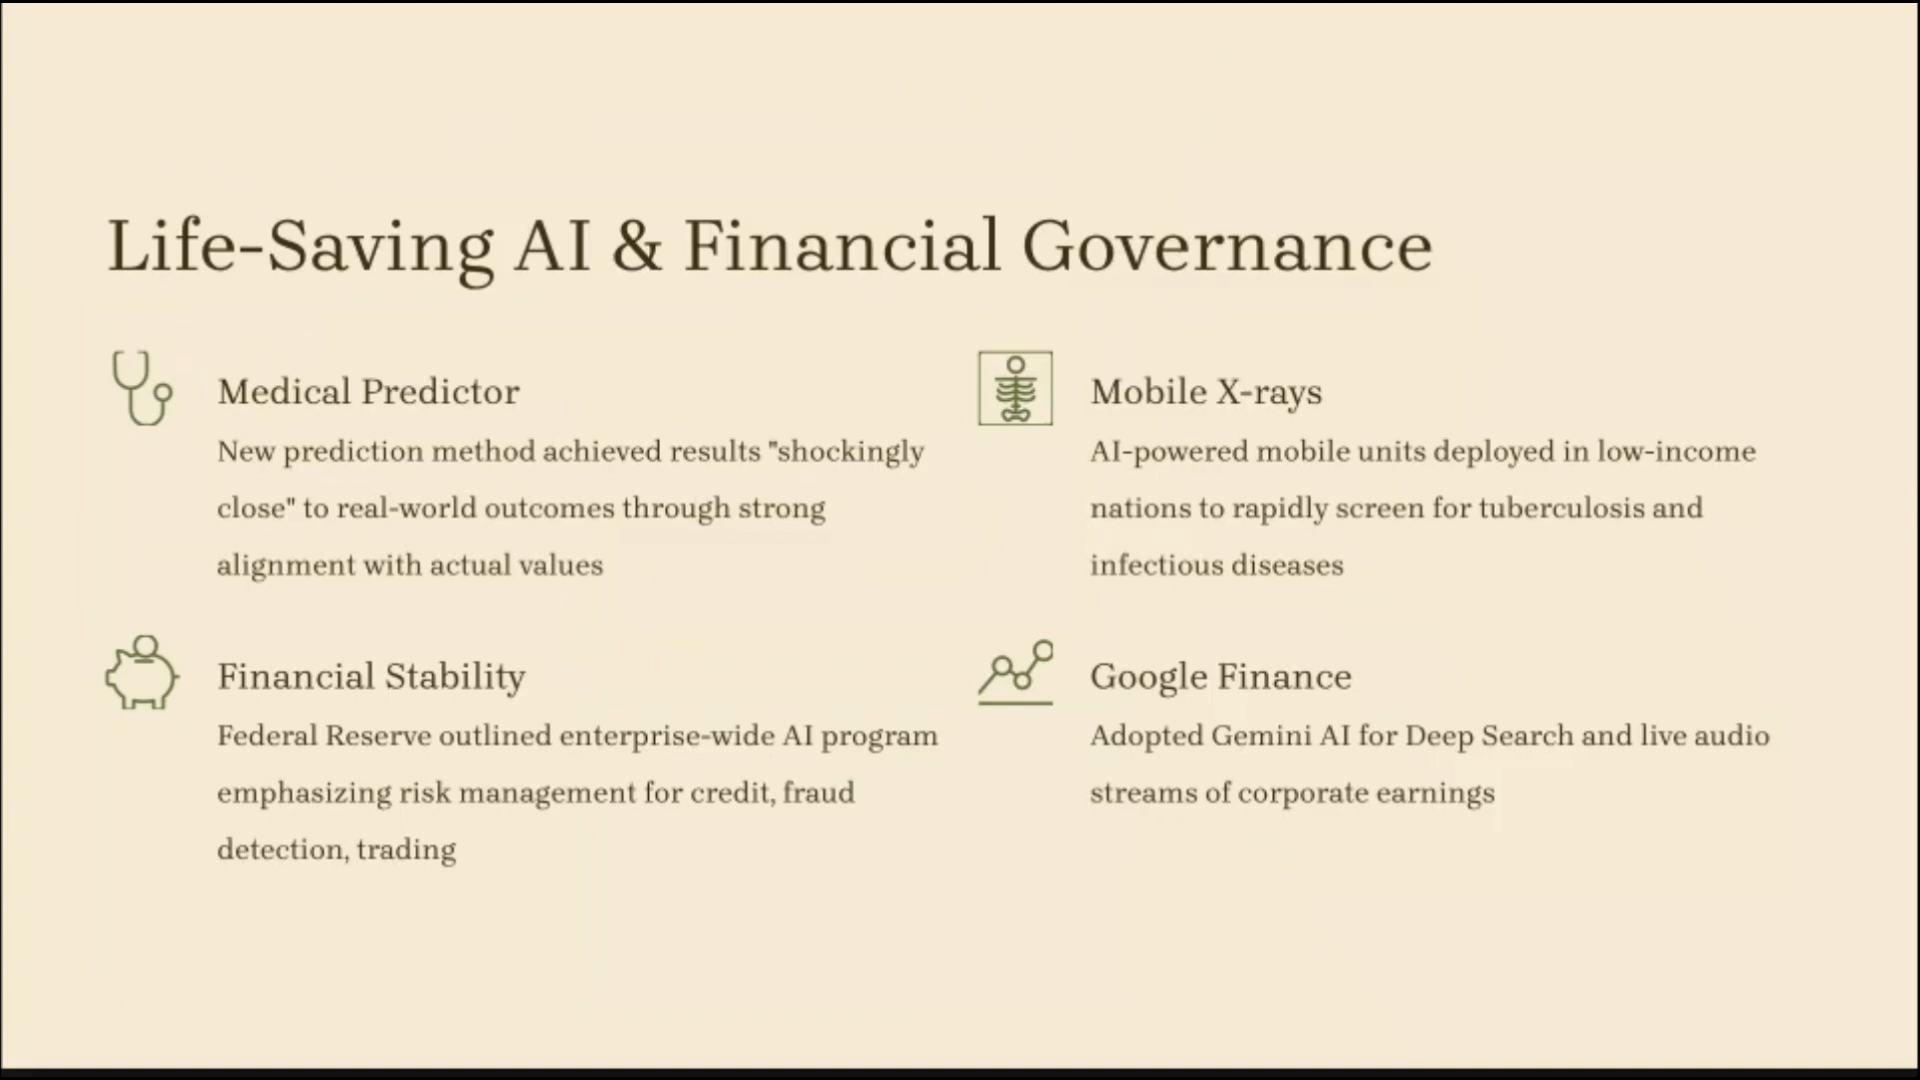 Life-Saving AI & Financial Governance
Medical Predictor
New prediction method achieved results "shockingly
close" to real-world outcomes through strong
alignment with actual values
Mobile X-rays
AI-powered mobile units deployed in low-income
nations to rapidly screen for tuberculosis and
infectious diseases
Financial Stability
Federal Reserve outlined enterprise-wide AI program
emphasizing risk management for credit, fraud
detection, trading
Google Finance
Adopted Gemini AI for Deep Search and live audio
streams of corporate earnings